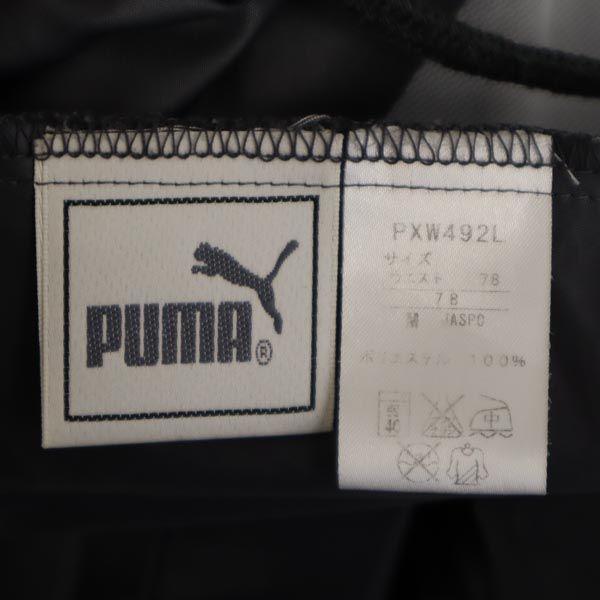 PUMA®
PXW492L
サイズ
ウエスト 78
78
M JASPO
ポリエステル 100%
中